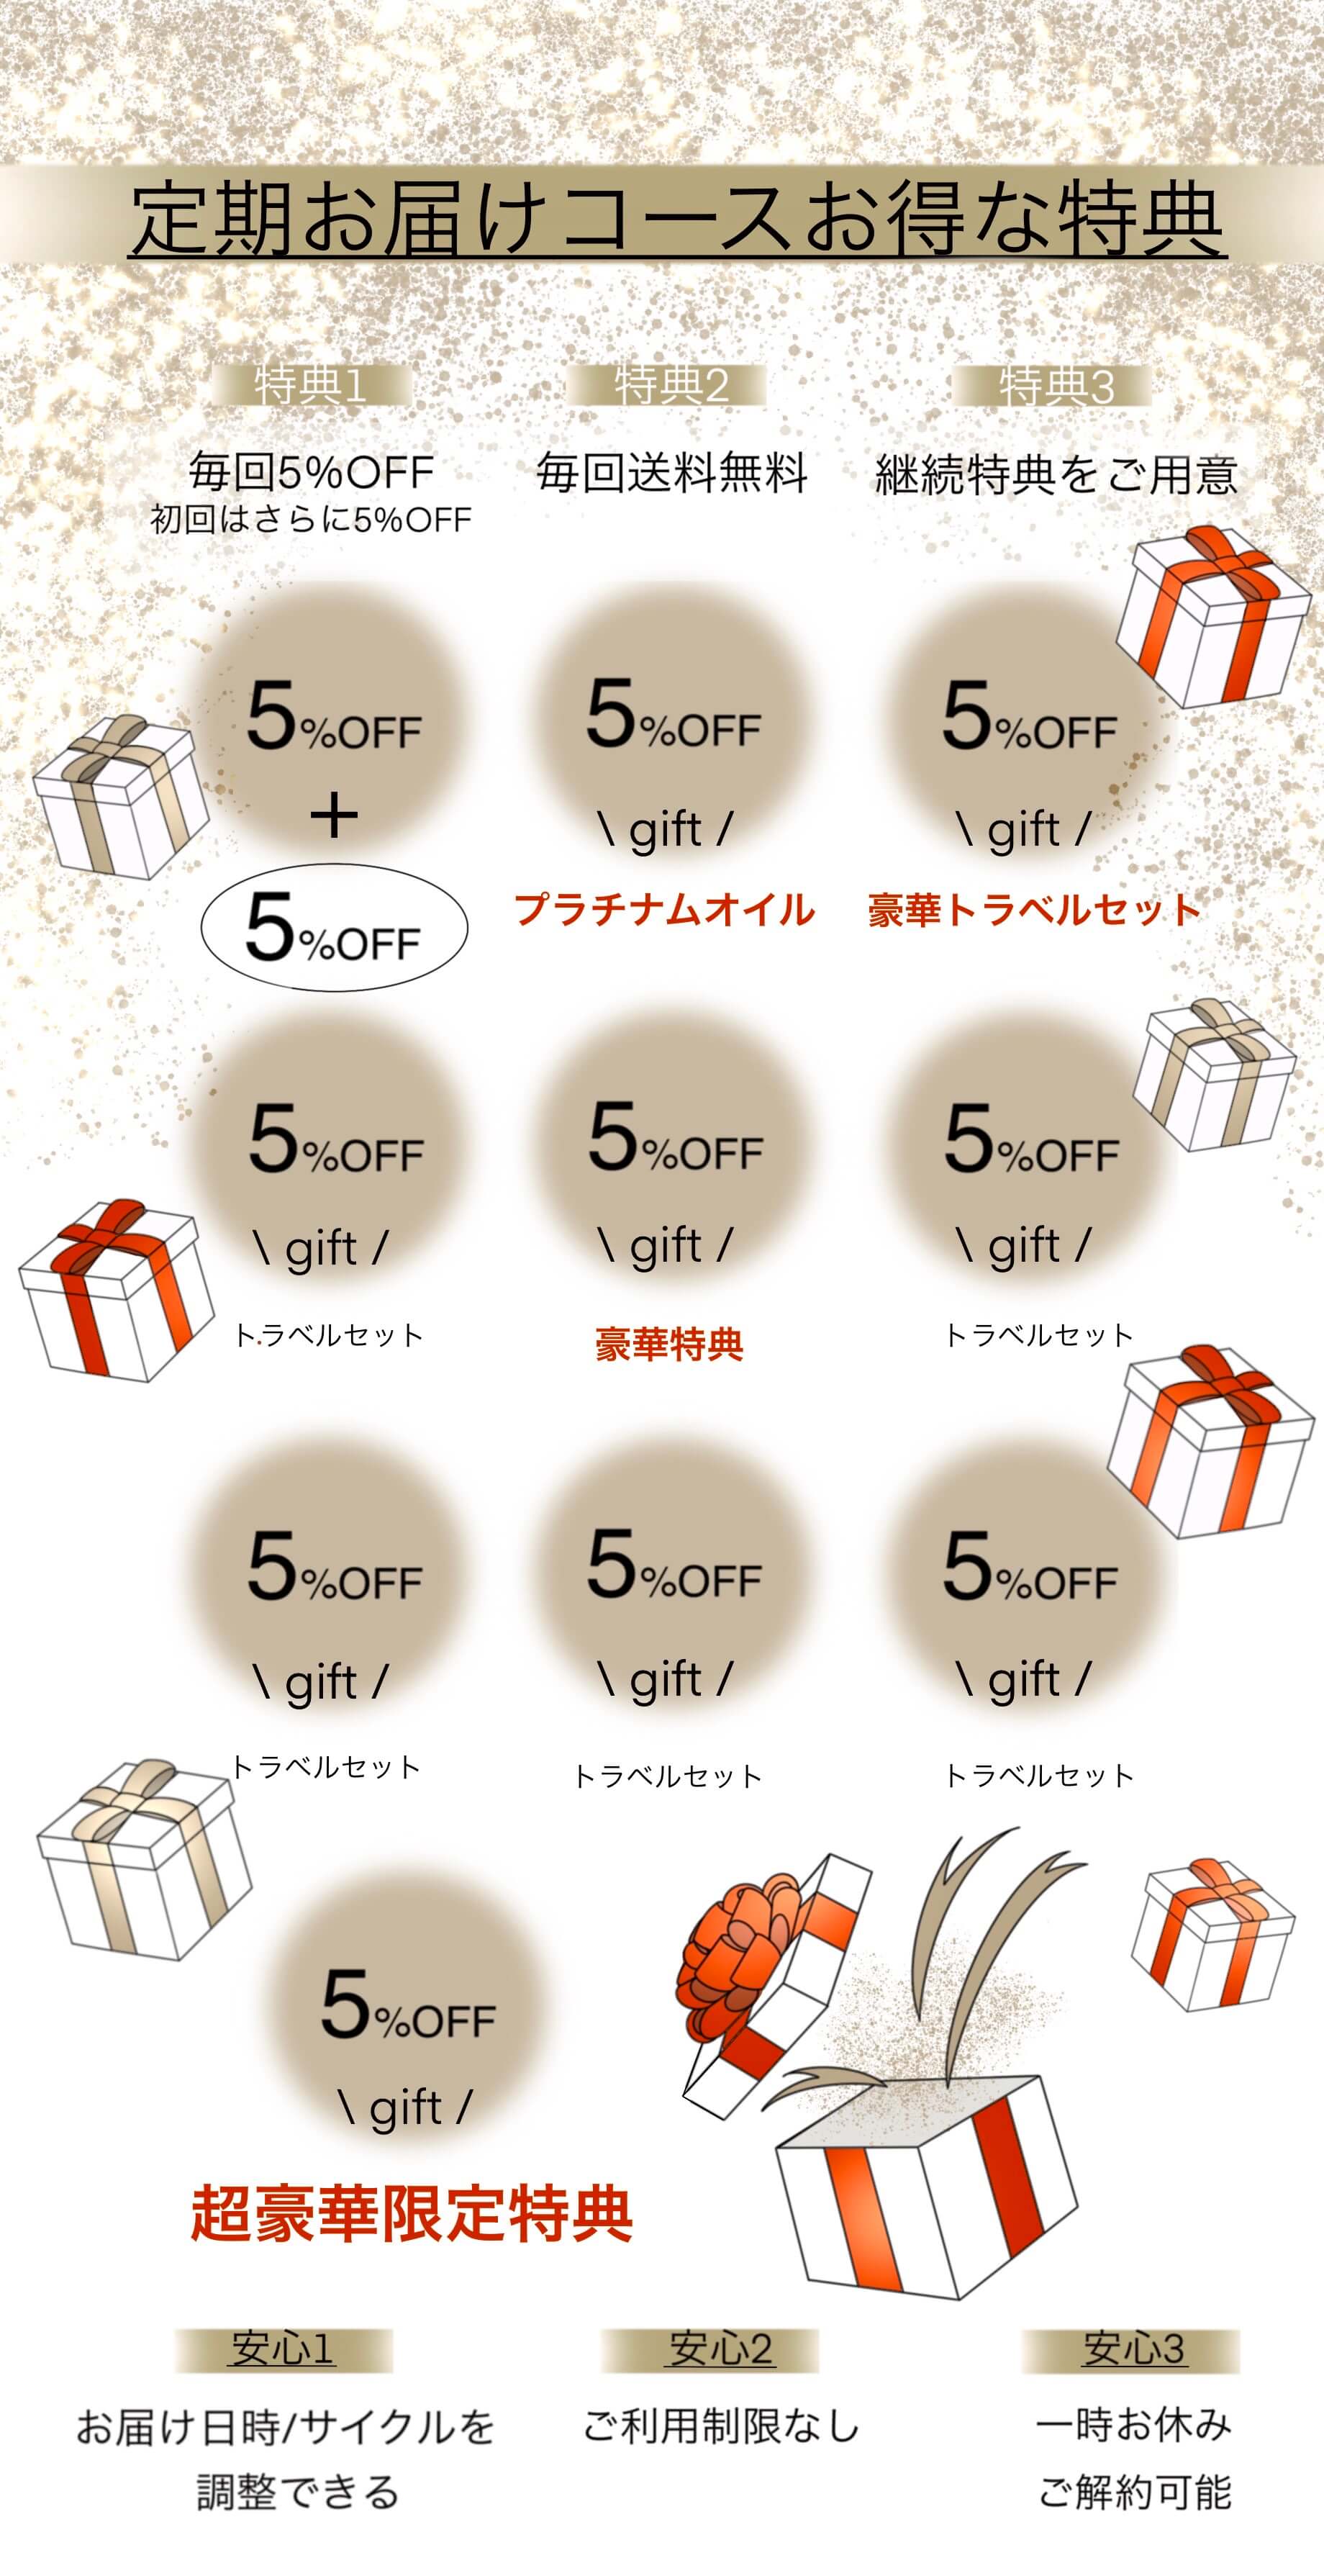 定期お届けコースお得な特典
特典1
毎回5%OFF
初回はさらに5%OFF
特典2
毎回送料無料
特典3
継続特典をご用意
5%OFF
+
5%OFF
5%OFF
\ gift /
プラチナムオイル
5%OFF
\ gift /
豪華トラベルセット
5%OFF
\ gift /
トラベルセット
5%OFF
\ gift /
豪華特典
5%OFF
\ gift /
トラベルセット
5%OFF
\ gift /
トラベルセット
5%OFF
\ gift /
トラベルセット
5%OFF
\ gift /
トラベルセット
5%OFF
\ gift /
超豪華限定特典
安心1
お届け日時/サイクルを
調整できる
安心2
ご利用制限なし
安心3
一時お休み
ご解約可能